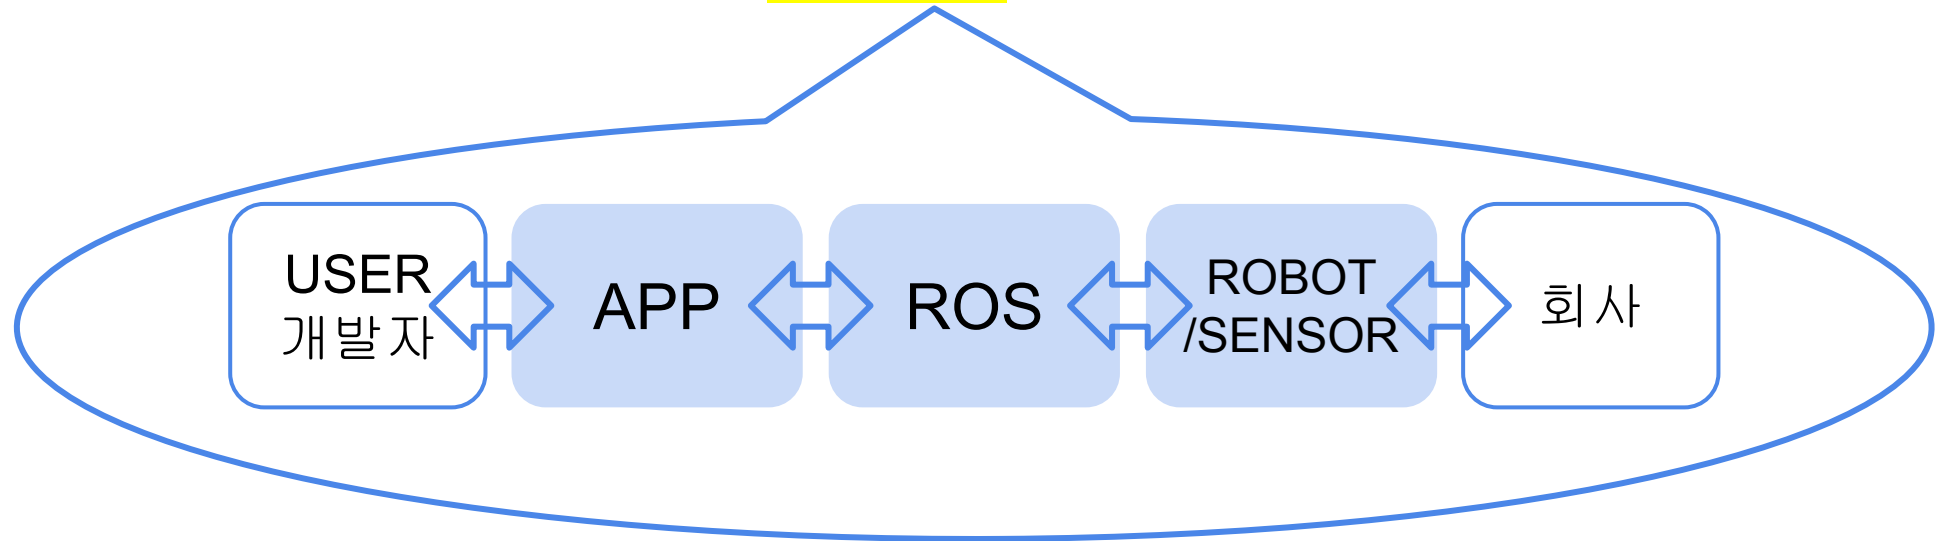 USER
개발자
APP
ROS
ROBOT
/SENSOR
회사